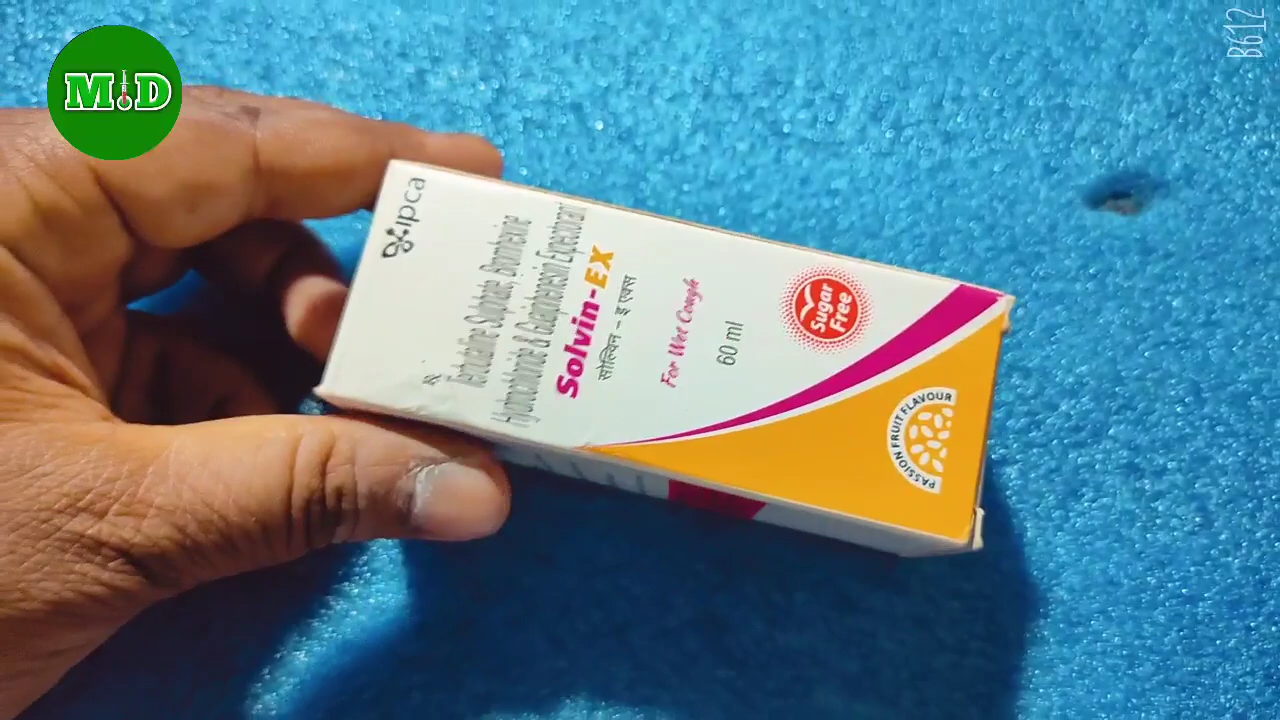 M D
B612
ipca
Rx
Terbutaline Sulphate, Bromhexine
Hydrochloride & Guaiphenesin Expectorant
Solvin-EX
सोल्विन - इ एक्स
For Wet Cough
60 ml
Sugar
Free
PASSION FRUIT FLAVOUR